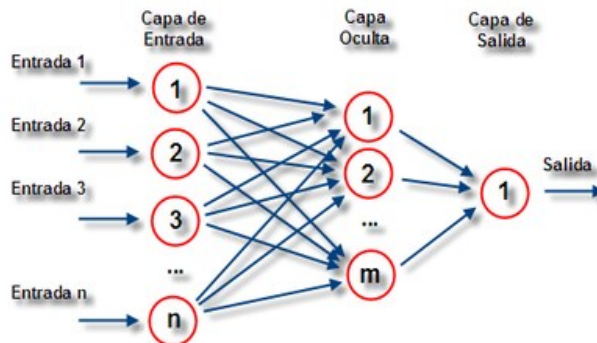 Capa de
Entrada
Capa
Oculta
Capa de
Salida
Entrada 1
1
Entrada 2
2
Entrada 3
3
...
Entrada n
n
1
2
...
m
1
Salida